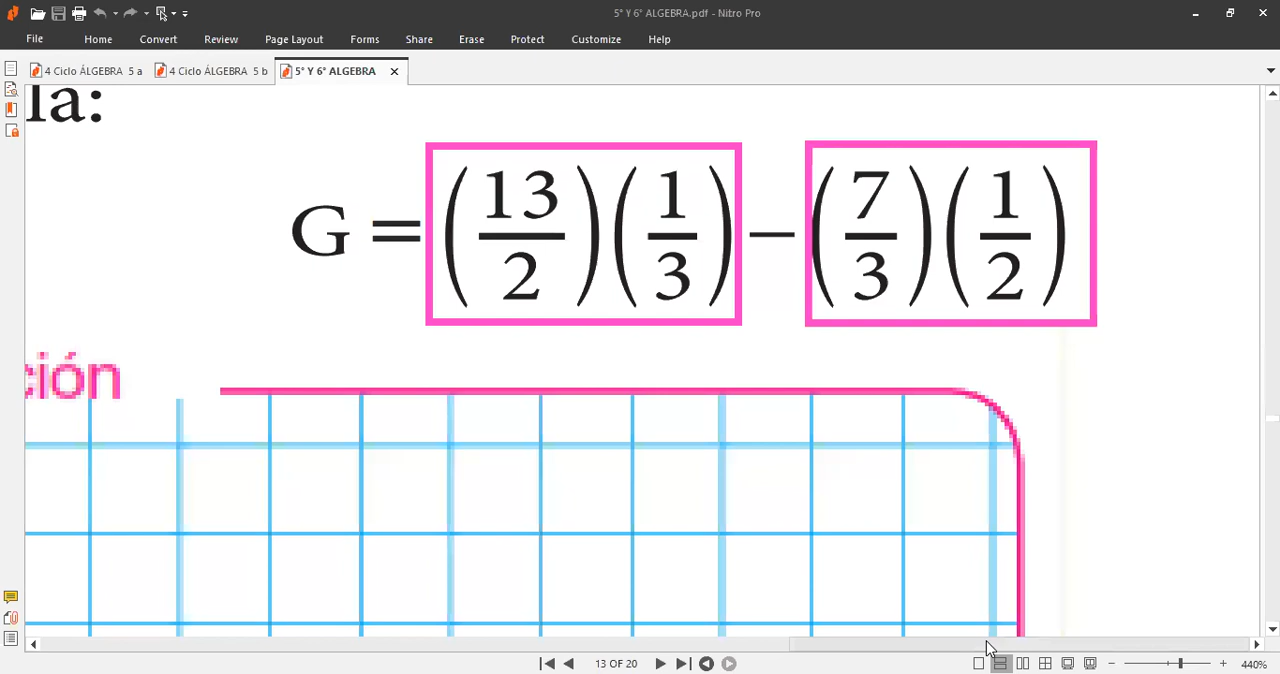 5° Y 6° ALGEBRA.pdf - Nitro Pro
File Home Convert Review Page Layout Forms Share Erase Protect Customize Help
4 Ciclo ÁLGEBRA 5 a 4 Ciclo ÁLGEBRA 5 b 5° Y 6° ALGEBRA
la:
G = (13/2)(1/3) − (7/3)(1/2)
ción
13 OF 20
440%